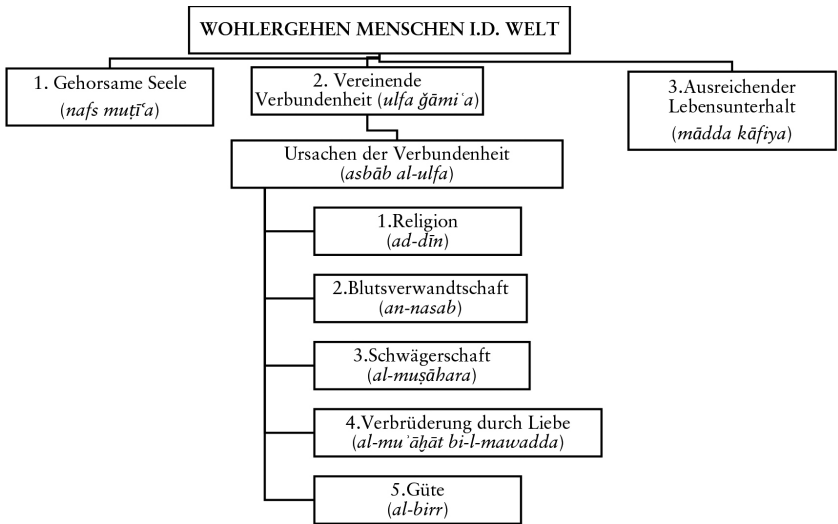 WOHLERGEHEN MENSCHEN I.D. WELT
1. Gehorsame Seele
(nafs muṭīʿa)
2. Vereinende
Verbundenheit (ulfa ǧāmiʿa)
3.Ausreichender
Lebensunterhalt
(mādda kāfiya)
Ursachen der Verbundenheit
(asbāb al-ulfa)
1.Religion
(ad-dīn)
2.Blutsverwandtschaft
(an-nasab)
3.Schwägerschaft
(al-muṣāhara)
4.Verbrüderung durch Liebe
(al-muʾāḫāt bi-l-mawadda)
5.Güte
(al-birr)